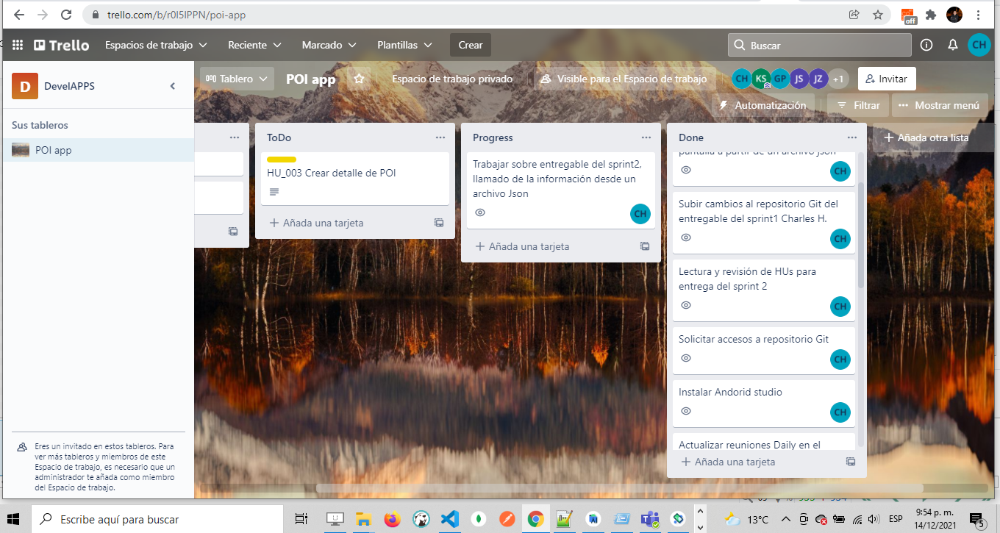 trello.com/b/r0I5IPPN/poi-app
off
Trello
Espacios de trabajo
Reciente
Marcado
Plantillas
Crear
Buscar
CH
D
DevelAPPS
Tablero
POI app
Espacio de trabajo privado
Visible para el Espacio de trabajo
CH
KS
GP
JS
JZ
+1
Invitar
Automatización
Filtrar
Mostrar menú
Sus tableros
POI app
ToDo
HU_003 Crear detalle de POI
Añada una tarjeta
Progress
Trabajar sobre entregable del sprint2,
llamado de la información desde un
archivo Json
CH
Añada una tarjeta
Done
pantalla a partir de un archivo json
CH
Subir cambios al repositorio Git del
entregable del sprint1 Charles H.
CH
Lectura y revisión de HUs para
entrega del sprint 2
CH
Solicitar accesos a repositorio Git
CH
Instalar Andorid studio
CH
Actualizar reuniones Daily en el
Añada una tarjeta
Añada otra lista
Eres un invitado en estos tableros. Para
ver más tableros y miembros de este
Espacio de trabajo, es necesario que un
administrador te añada como miembro
del Espacio de trabajo.
Escribe aquí para buscar
13°C
ESP
9:54 p. m.
14/12/2021
5